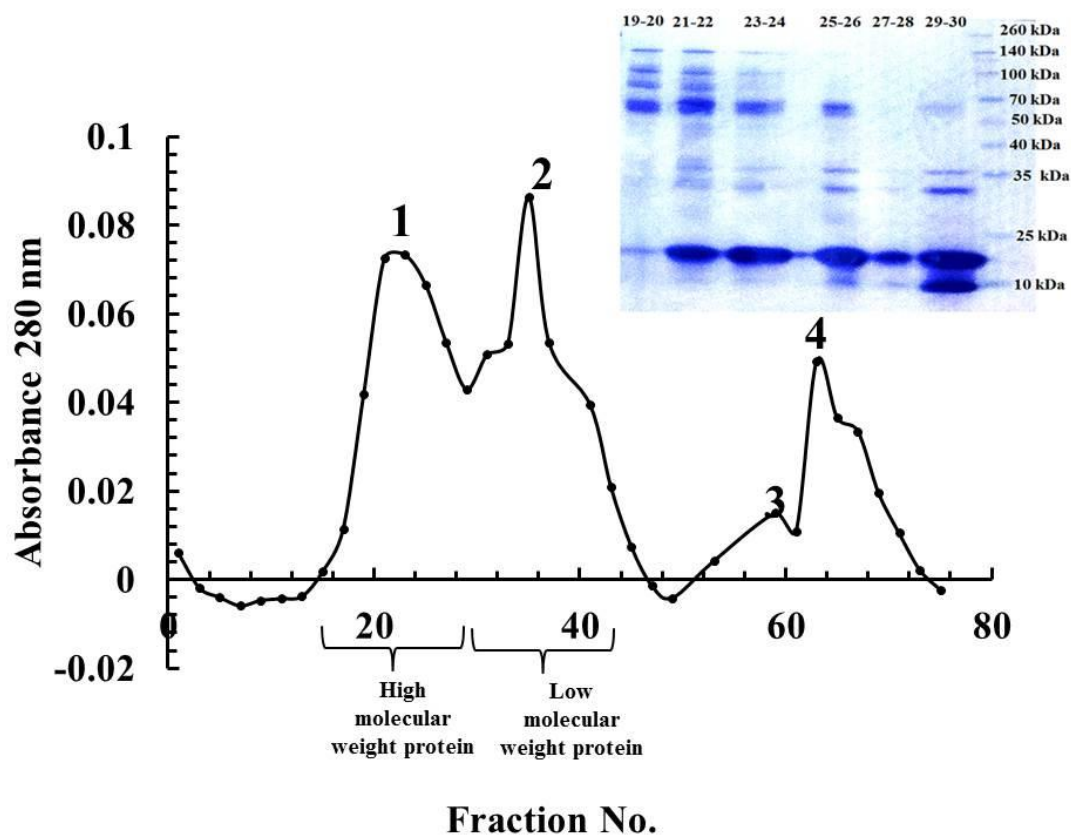 19-20 21-22 23-24 25-26 27-28 29-30
260 kDa
140 kDa
100 kDa
70 kDa
50 kDa
40 kDa
35 kDa
25 kDa
10 kDa
0.1
0.08
0.06
0.04
0.02
0
-0.02
Absorbance 280 nm
1
2
3
4
0 20 40 60 80
High
molecular
weight protein
Low
molecular
weight protein
Fraction No.